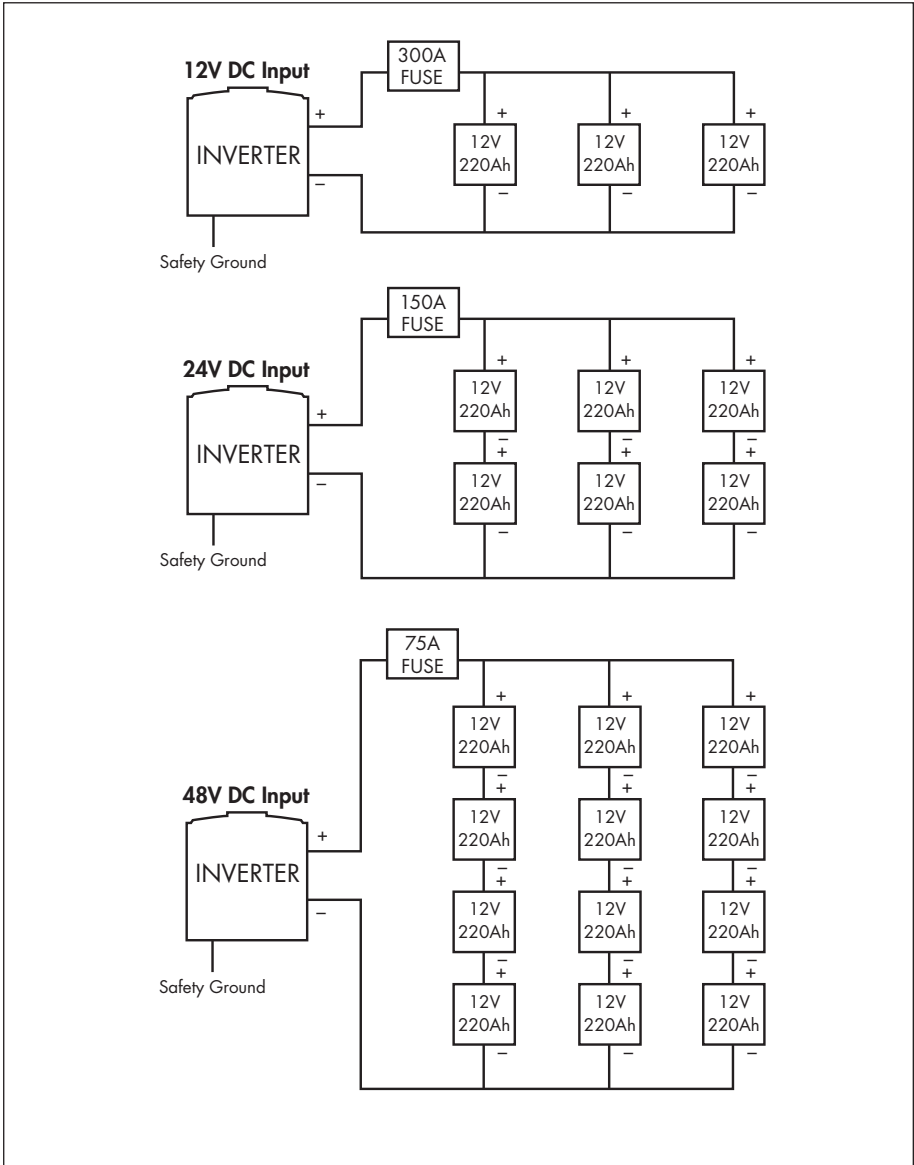 300A
FUSE
12V DC Input
+
+ + +
INVERTER
12V 12V 12V
220Ah 220Ah 220Ah
–
– – –
Safety Ground
150A
FUSE
24V DC Input
+ + +
12V 12V 12V
220Ah 220Ah 220Ah
+
INVERTER
– – –
+ + +
–
12V 12V 12V
220Ah 220Ah 220Ah
– – –
Safety Ground
75A
FUSE
+ + +
12V 12V 12V
220Ah 220Ah 220Ah
– – –
+ + +
48V DC Input
12V 12V 12V
220Ah 220Ah 220Ah
+
INVERTER
– – –
+ + +
–
12V 12V 12V
220Ah 220Ah 220Ah
– – –
+ + +
Safety Ground
12V 12V 12V
220Ah 220Ah 220Ah
– – –